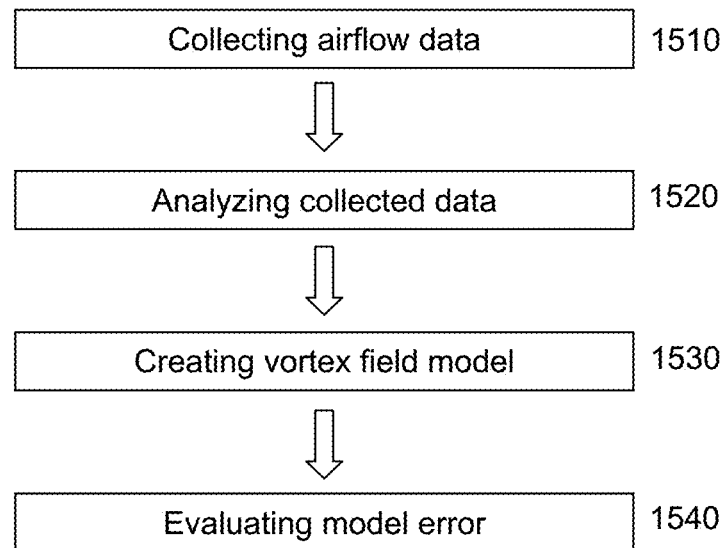 Collecting airflow data 1510
Analyzing collected data 1520
Creating vortex field model 1530
Evaluating model error 1540